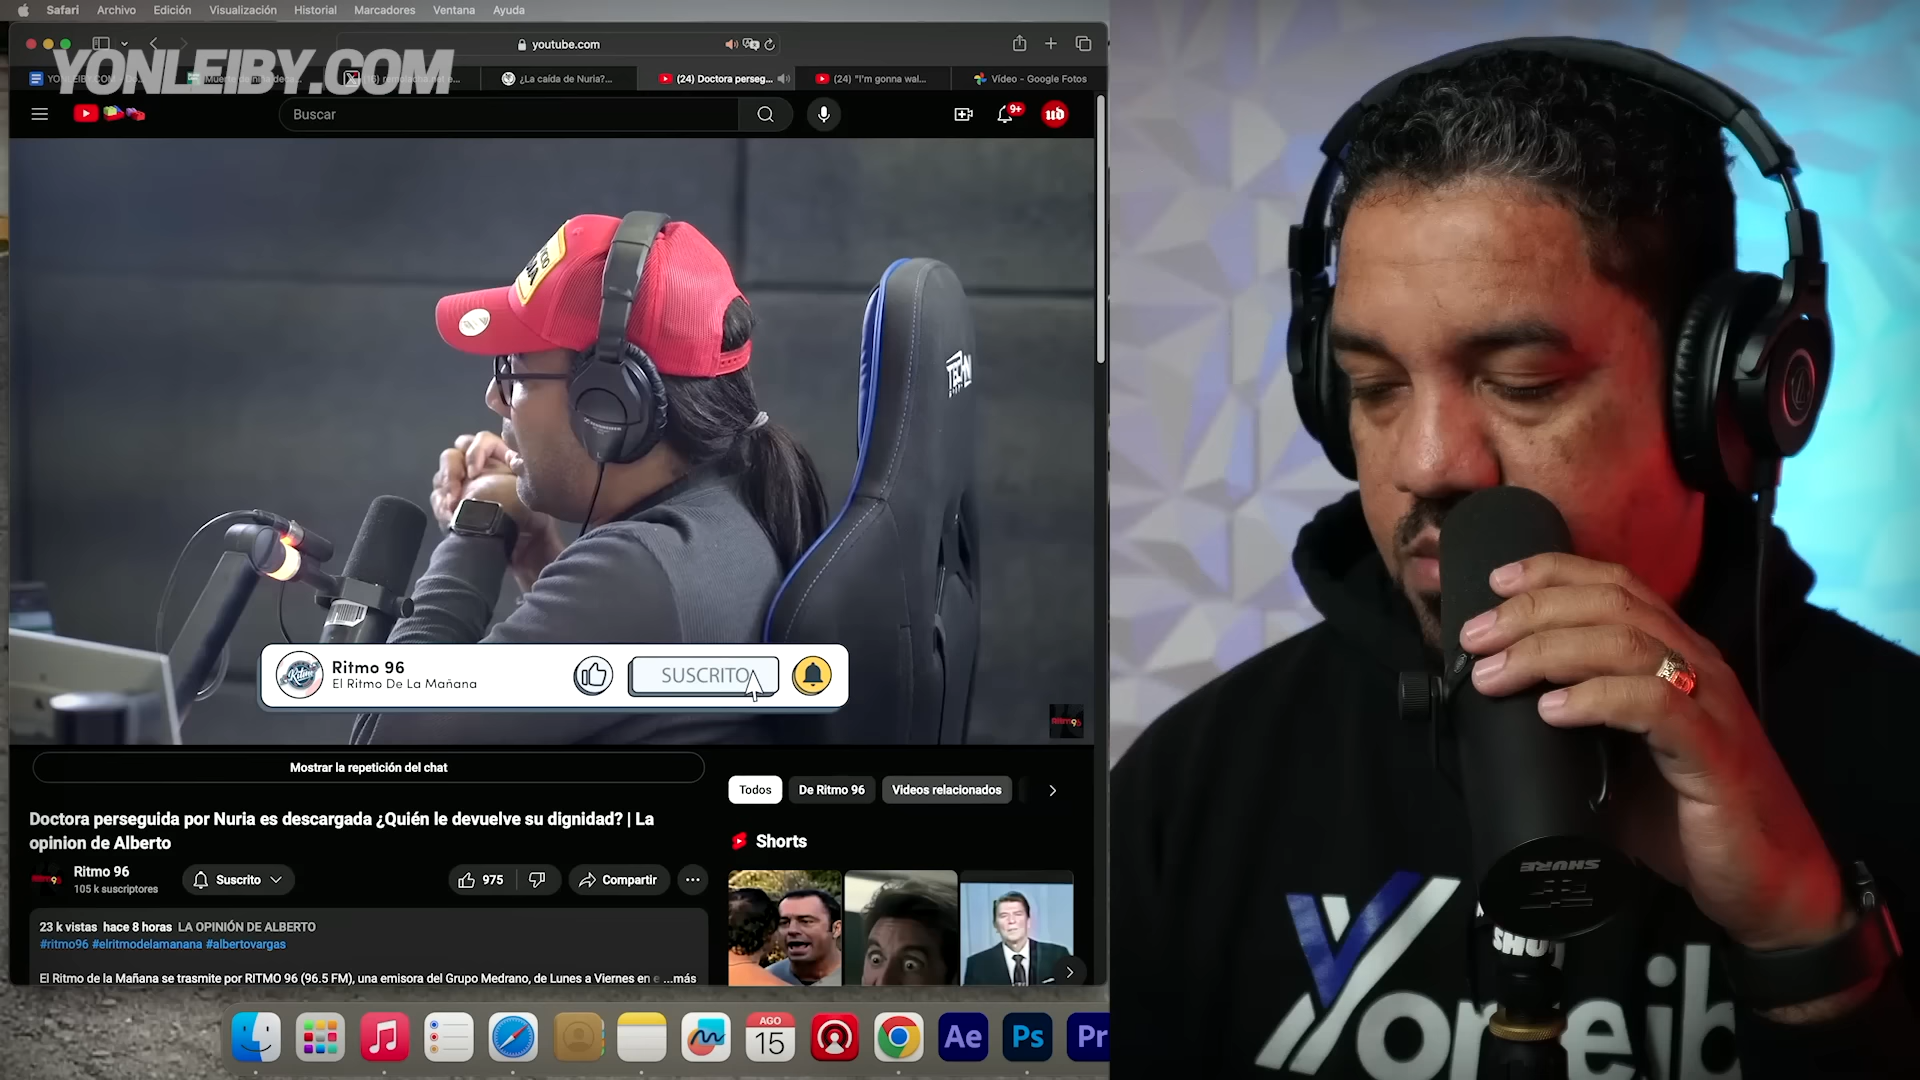 Safari Archivo Edición Visualización Historial Marcadores Ventana Ayuda
YONLEIBY.COM
youtube.com
¿La caída de Nuria?...
(24) Doctora perseg...
(24) "I'm gonna wal...
Vídeo - Google Fotos
Buscar
9+
Ritmo 96
El Ritmo De La Mañana
SUSCRITO
Mostrar la repetición del chat
Todos
De Ritmo 96
Videos relacionados
Doctora perseguida por Nuria es descargada ¿Quién le devuelve su dignidad? | La
opinion de Alberto
Shorts
Ritmo 96
105 k suscriptores
Suscrito
975
Compartir
23 k vistas hace 8 horas LA OPINIÓN DE ALBERTO
#ritmo96 #elritmodelamanana #albertovargas
El Ritmo de la Mañana se trasmite por RITMO 96 (96.5 FM), una emisora del Grupo Medrano, de Lunes a Viernes en e ...más
AGO
15
Ae
Ps
Pr
SHURE
Yonleib